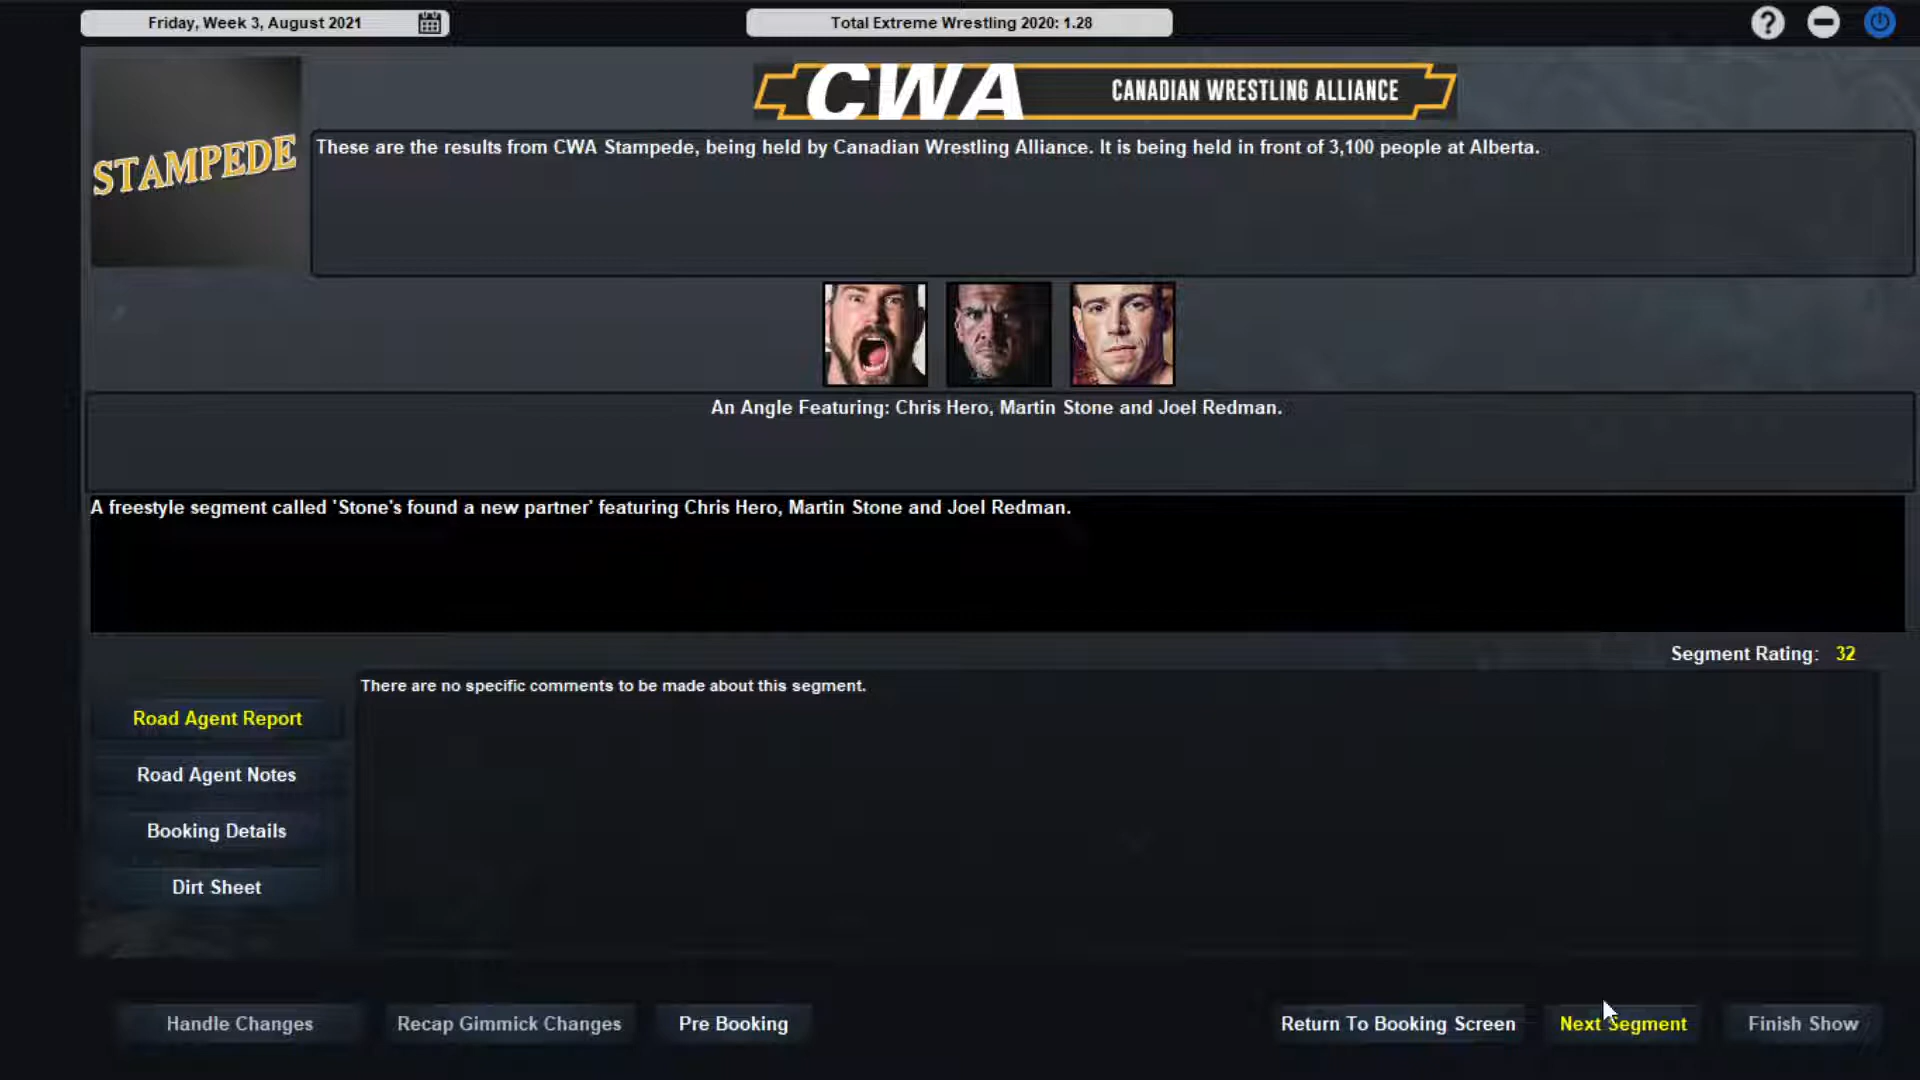 Friday, Week 3, August 2021
Total Extreme Wrestling 2020: 1.28
?
STAMPEDE
CWA CANADIAN WRESTLING ALLIANCE
These are the results from CWA Stampede, being held by Canadian Wrestling Alliance. It is being held in front of 3,100 people at Alberta.
An Angle Featuring: Chris Hero, Martin Stone and Joel Redman.
A freestyle segment called 'Stone's found a new partner' featuring Chris Hero, Martin Stone and Joel Redman.
Segment Rating: 32
There are no specific comments to be made about this segment.
Road Agent Report
Road Agent Notes
Booking Details
Dirt Sheet
Handle Changes
Recap Gimmick Changes
Pre Booking
Return To Booking Screen
Next Segment
Finish Show